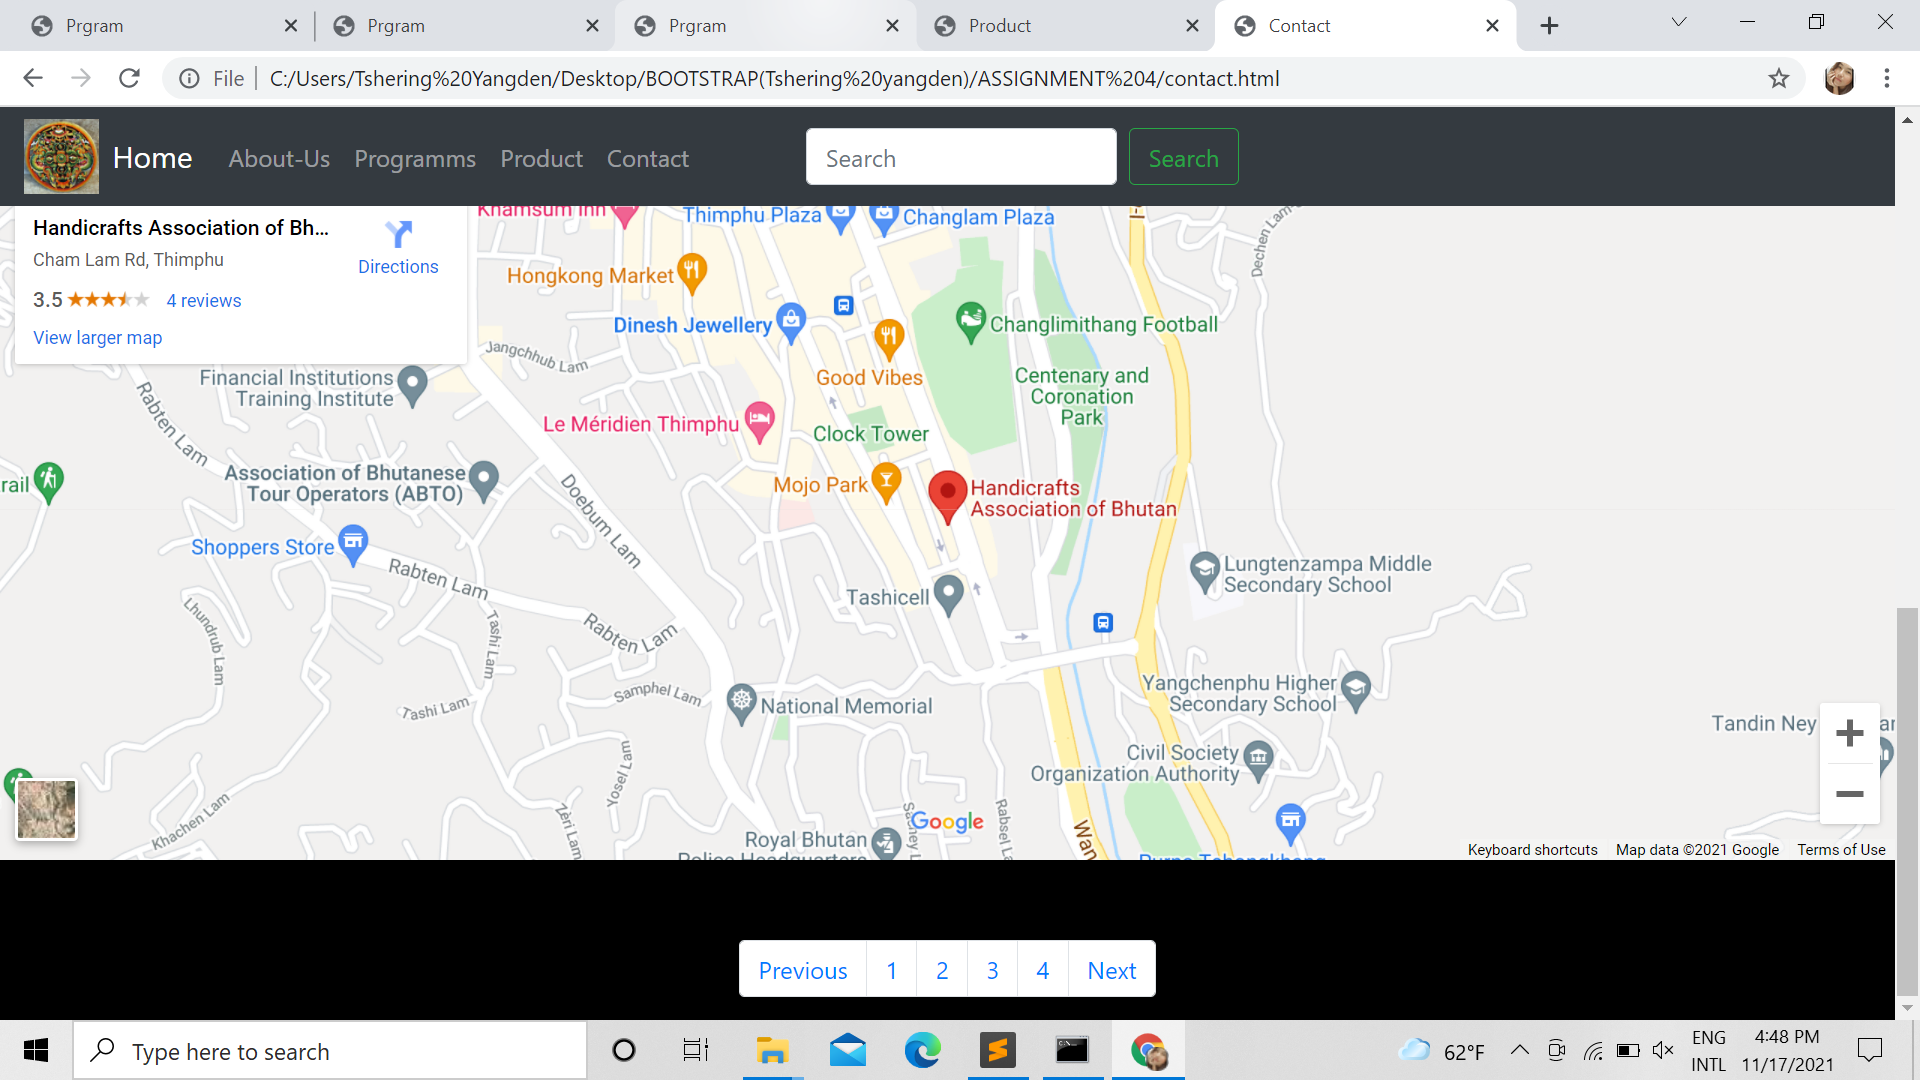 Prgram
Prgram
Prgram
Product
Contact
File
C:/Users/Tshering%20Yangden/Desktop/BOOTSTRAP(Tshering%20yangden)/ASSIGNMENT%204/contact.html
Home
About-Us
Programms
Product
Contact
Search
Search
Handicrafts Association of Bh...
Cham Lam Rd, Thimphu
3.5
4 reviews
View larger map
Directions
Khamsum Inn
Thimphu Plaza
Changlam Plaza
Dechen Lam
Hongkong Market
Dinesh Jewellery
Changlimithang Football
Jangchhub Lam
Good Vibes
Centenary and
Coronation
Park
Financial Institutions
Training Institute
Rabten Lam
Le Méridien Thimphu
Clock Tower
Association of Bhutanese
Tour Operators (ABTO)
rail
Doebum Lam
Mojo Park
Handicrafts
Association of Bhutan
Shoppers Store
Rabten Lam
Lungtenzampa Middle
Secondary School
Tashicell
Lhundrub Lam
Tashi Lam
Rabten Lam
Samphel Lam
Tashi Lam
National Memorial
Yangchenphu Higher
Secondary School
Tandin Ney
ar
Civil Society
Organization Authority
Yosel Lam
Khachen Lam
Zeri Lam
Rabsel La
Google
Wan
Royal Bhutan
Police Headquarters
Keyboard shortcuts
Map data ©2021 Google
Terms of Use
Previous
1
2
3
4
Next
Type here to search
62°F
ENG
INTL
4:48 PM
11/17/2021